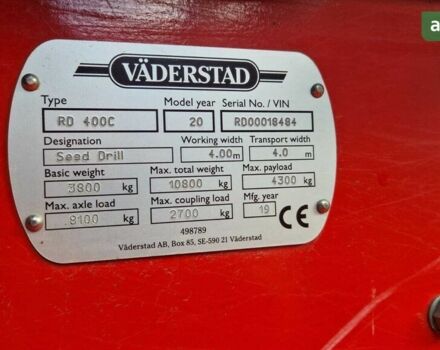 VÄDERSTAD
Type Model year Serial No. / VIN
RD 400C 20 RD00018484
Designation Working width Transport width
Seed Drill 4.00m 4.0 m
Basic weight Max. total weight Max. payload
3800 kg 10800 kg 4300 kg
Max. axle load Max. coupling load Mfg. year
8100 kg 2700 kg 19 CE
498789
Väderstad AB, Box 85, SE-590 21 Väderstad
a